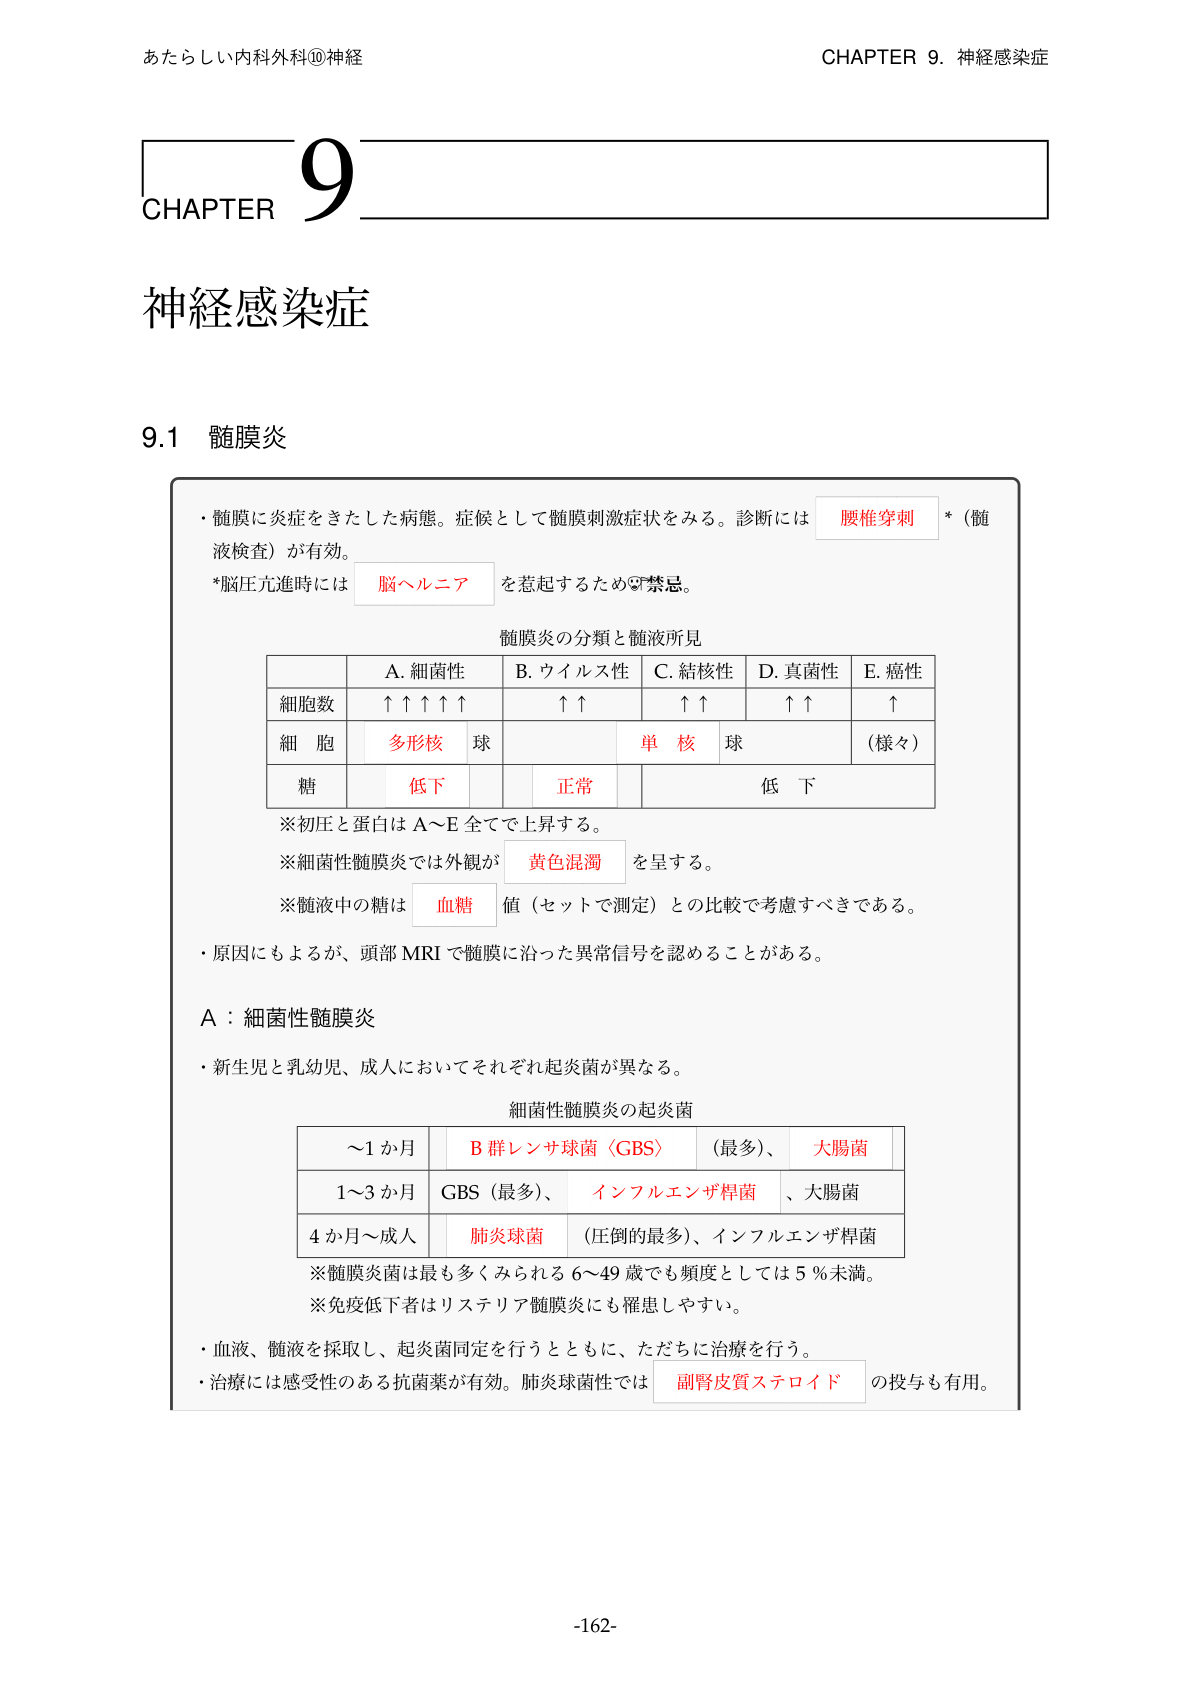 あたらしい内科外科⑩神経
CHAPTER 9. 神経感染症
CHAPTER 9
神経感染症
9.1 髄膜炎
・髄膜に炎症をきたした病態。症候として髄膜刺激症状をみる。診断には 腰椎穿刺 *（髄
液検査）が有効。
*脳圧亢進時には 脳ヘルニア を惹起するため禁忌。
髄膜炎の分類と髄液所見
A. 細菌性 B. ウイルス性 C. 結核性 D. 真菌性 E. 癌性
細胞数 ↑↑↑↑↑ ↑↑ ↑↑ ↑↑ ↑
細 胞 多形核 球 単 核 球 （様々）
糖 低下 正常 低 下
※初圧と蛋白は A〜E 全てで上昇する。
※細菌性髄膜炎では外観が 黄色混濁 を呈する。
※髄液中の糖は 血糖 値（セットで測定）との比較で考慮すべきである。
・原因にもよるが、頭部 MRI で髄膜に沿った異常信号を認めることがある。
A：細菌性髄膜炎
・新生児と乳幼児、成人においてそれぞれ起炎菌が異なる。
細菌性髄膜炎の起炎菌
〜1 か月 B 群レンサ球菌〈GBS〉 （最多）、 大腸菌
1〜3 か月 GBS（最多）、 インフルエンザ桿菌 、大腸菌
4 か月〜成人 肺炎球菌 （圧倒的最多）、インフルエンザ桿菌
※髄膜炎菌は最も多くみられる 6〜49 歳でも頻度としては 5 %未満。
※免疫低下者はリステリア髄膜炎にも罹患しやすい。
・血液、髄液を採取し、起炎菌同定を行うとともに、ただちに治療を行う。
・治療には感受性のある抗菌薬が有効。肺炎球菌性では 副腎皮質ステロイド の投与も有用。
-162-